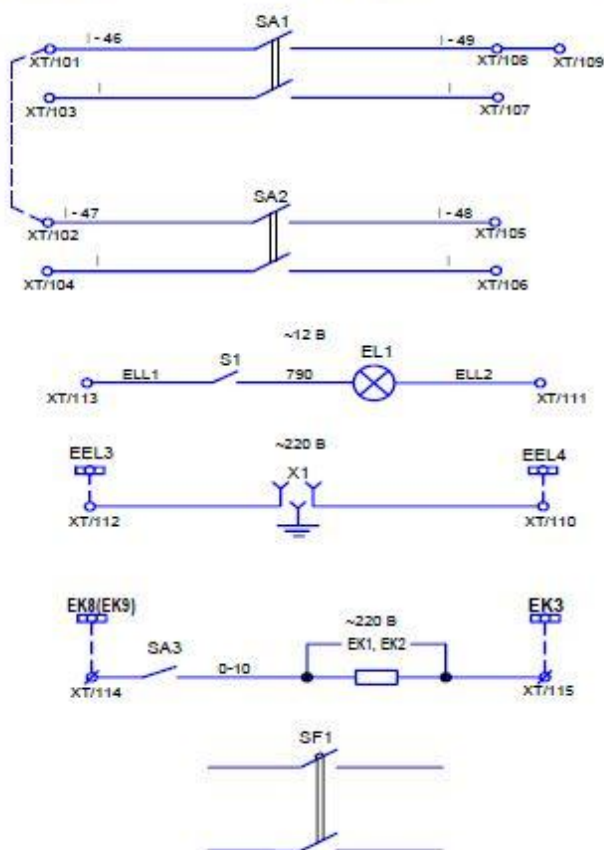 SA1
I - 46
I - 49
XT/101
XT/108
XT/109
I
I
XT/103
XT/107
SA2
I - 47
I - 48
XT/102
XT/105
I
I
XT/104
XT/106
~12 В
S1
EL1
ELL1
790
ELL2
XT/113
XT/111
~220 В
EEL3
X1
EEL4
XT/112
XT/110
EK8(EK9)
EK3
~220 В
SA3
EK1, EK2
0-10
XT/114
XT/115
SF1